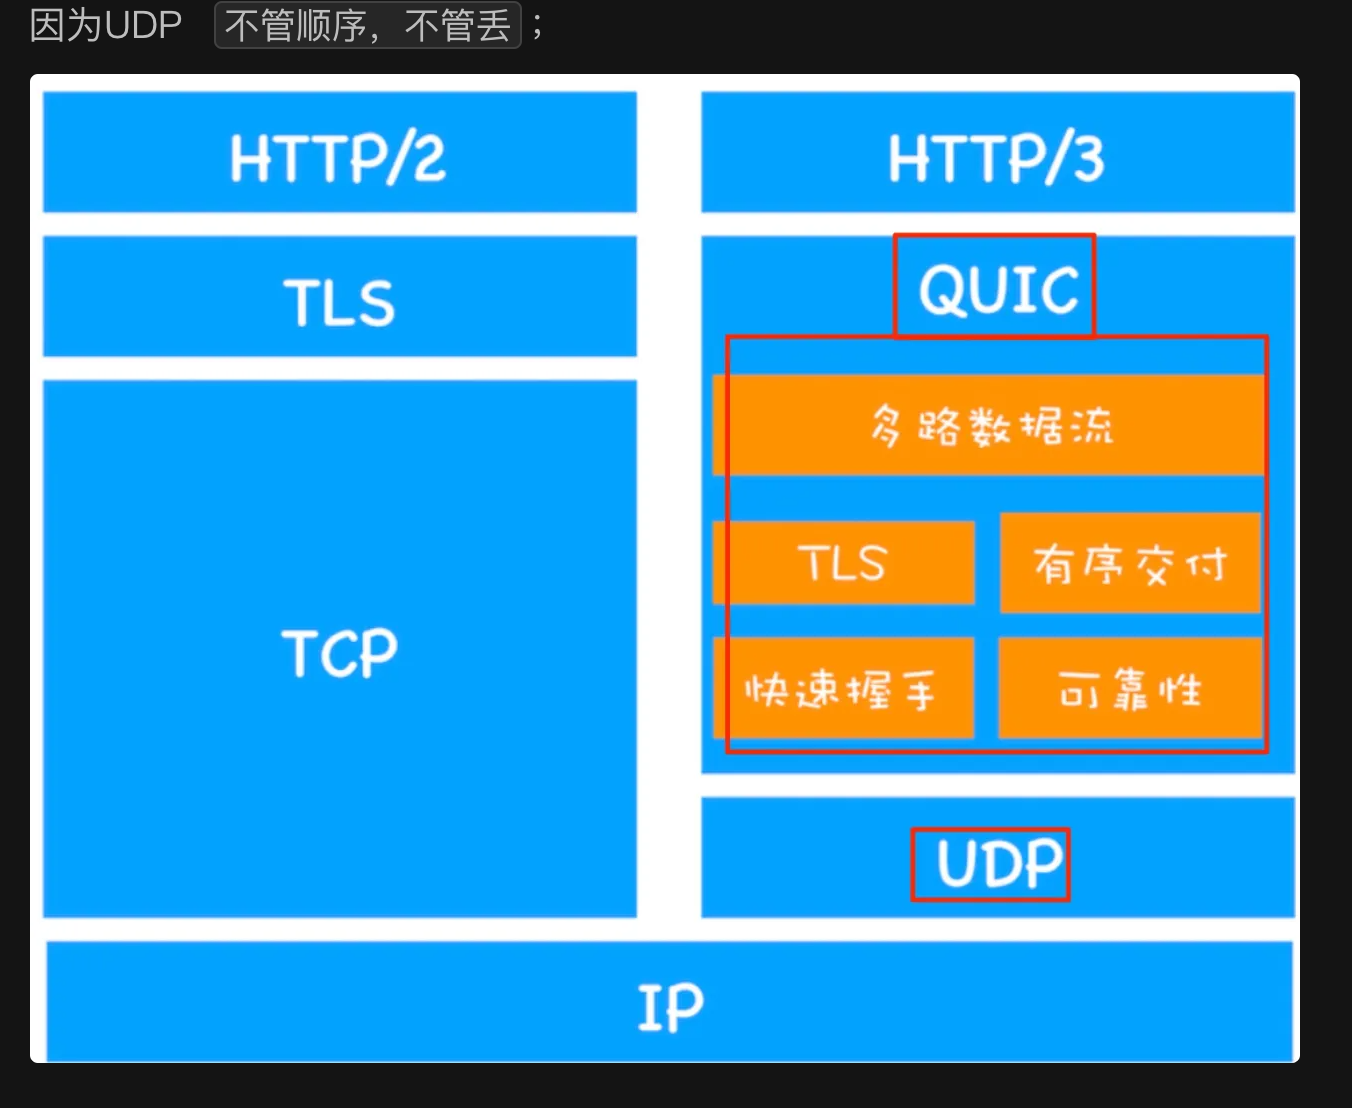 因为UDP 不管顺序，不管丢；
HTTP/2
HTTP/3
TLS
QUIC
多路数据流
TLS
有序交付
TCP
快速握手
可靠性
UDP
IP